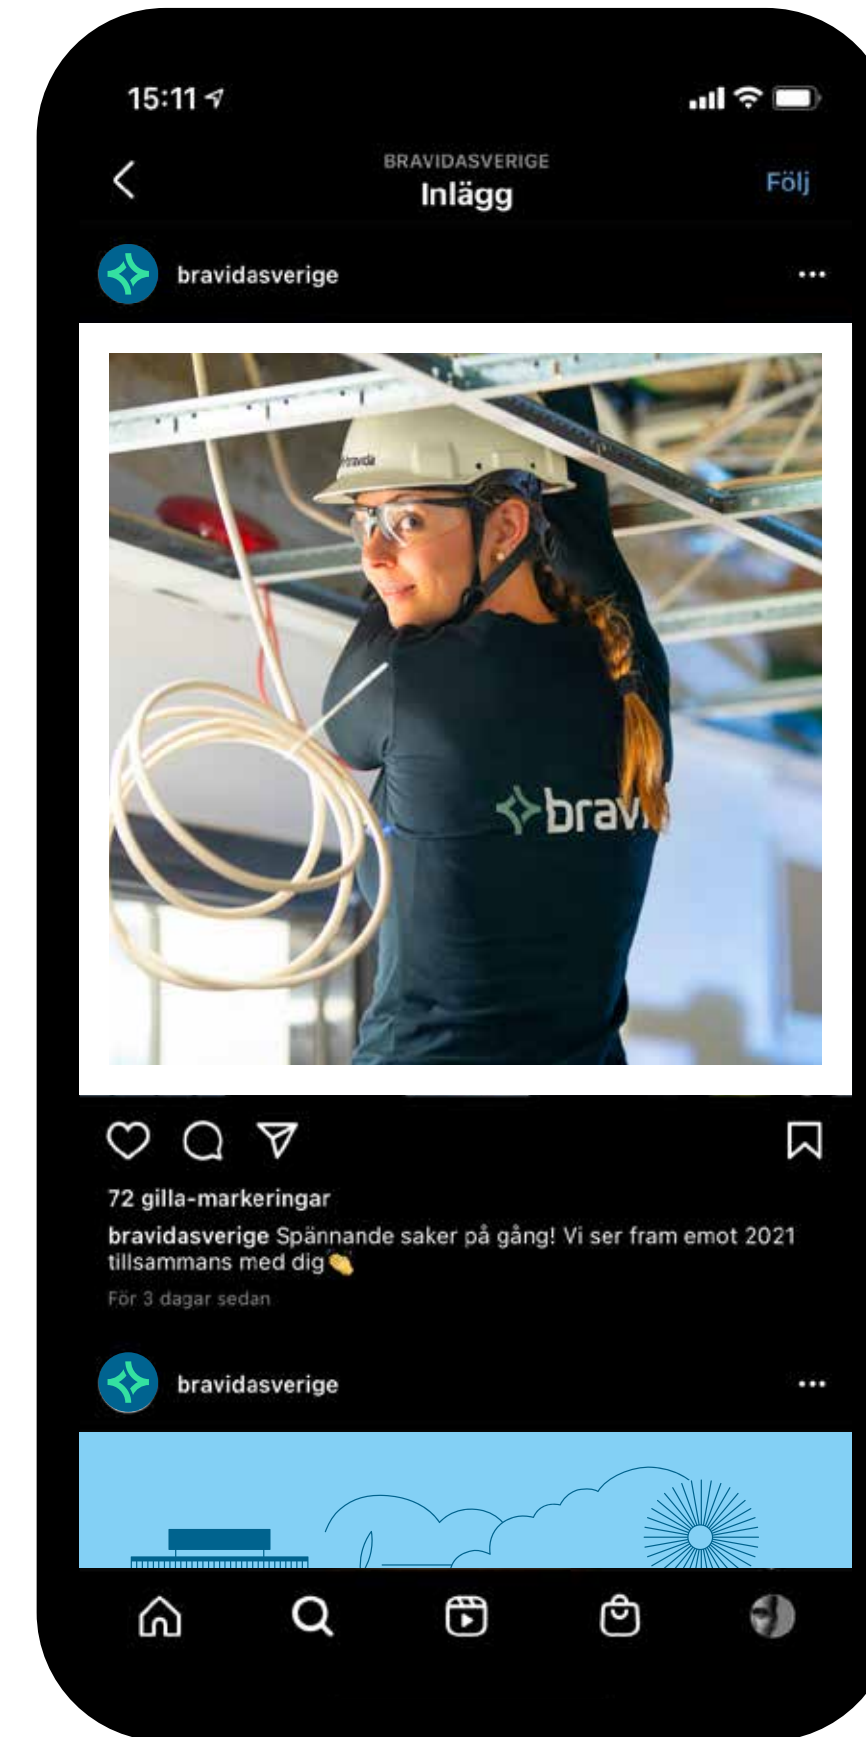 15:11
BRAVIDASVERIGE
Inlägg
Följ
bravidasverige
bravida
brav
72 gilla-markeringar
bravidasverige Spännande saker på gång! Vi ser fram emot 2021
tillsammans med dig👏
För 3 dagar sedan
bravidasverige